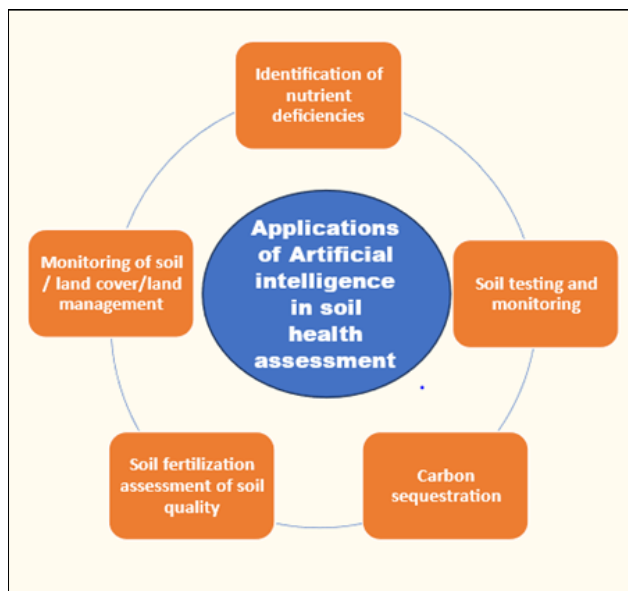 Identification of
nutrient
deficiencies
Applications
of Artificial
intelligence
in soil
health
assessment
Monitoring of soil
/ land cover/land
management
Soil testing and
monitoring
Soil fertilization
assessment of soil
quality
Carbon
sequestration